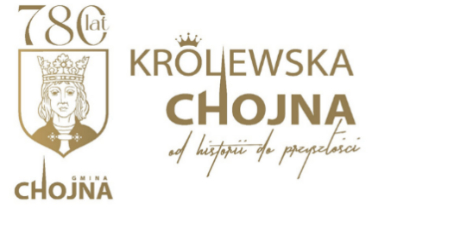 780 lat
GMINA
CHOJNA
KRÓLEWSKA
CHOJNA
od historii do przyszłości